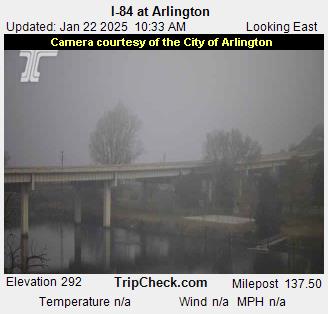 I-84 at Arlington
Updated: Jan 22 2025 10:33 AM Looking East
Camera courtesy of the City of Arlington
Elevation 292 TripCheck.com Milepost 137.50
Temperature n/a Wind n/a MPH n/a